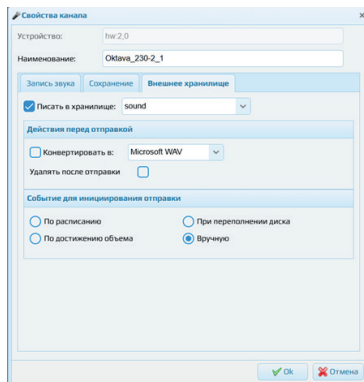 Свойства канала
Устройство: hw:2,0
Наименование: Oktava_230-2_1
Запись звука Сохранение Внешнее хранилище
Писать в хранилище: sound
Действия перед отправкой
Конвертировать в: Microsoft WAV
Удалять после отправки
Событие для инициирования отправки
По расписанию При переполнении диска
По достижению объема Вручную
Ok Отмена